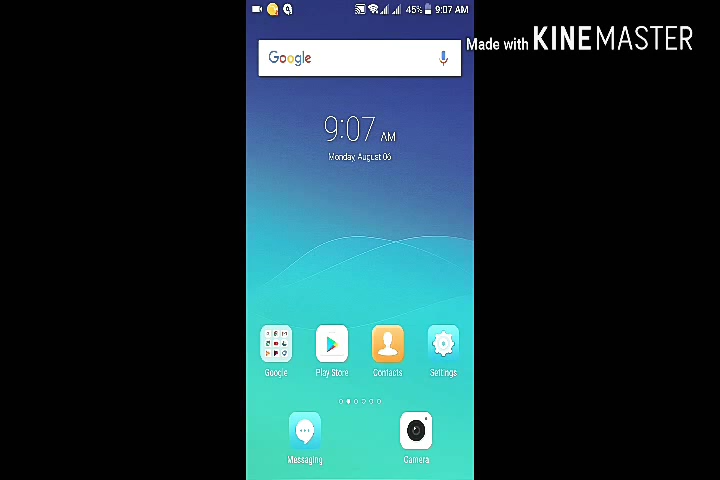 45% 9:07 AM
Made with KINEMASTER
Google
9:07 AM
Monday, August 06
Google Play Store Contacts Settings
Messaging Camera